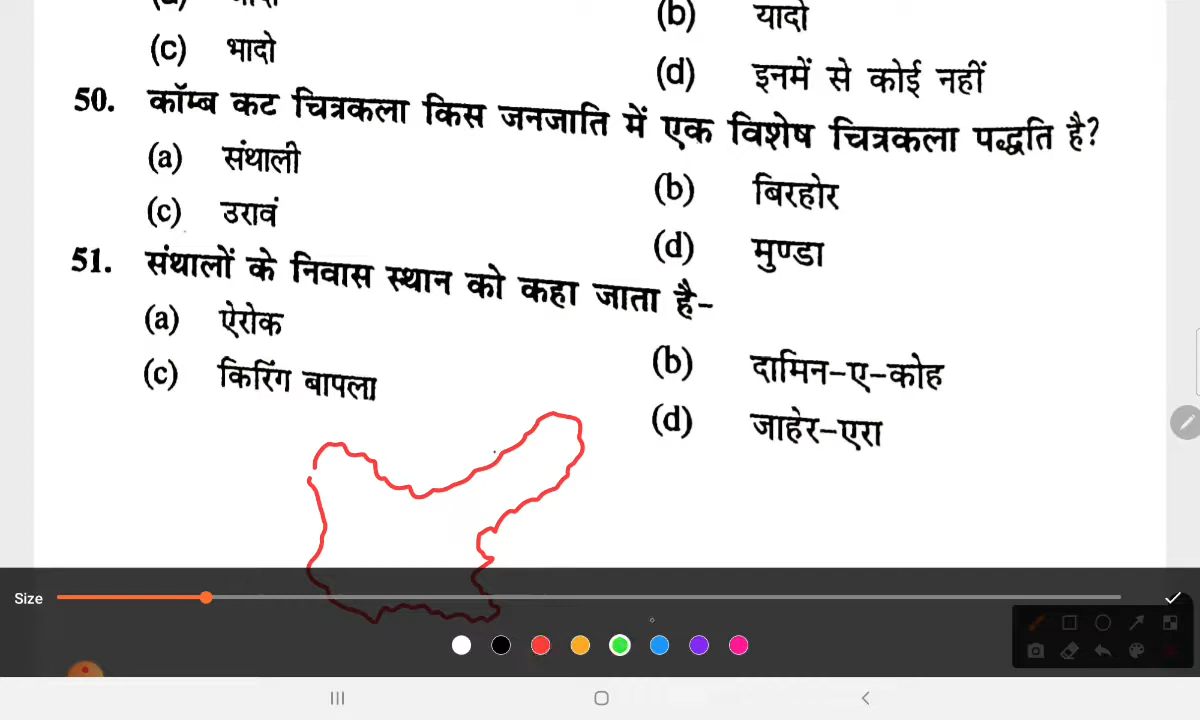 (b) यादो
(c) भादो
(d) इनमें से कोई नहीं
50. कॉम्ब कट चित्रकला किस जनजाति में एक विशेष चित्रकला पद्धति है?
(a) संथाली
(b) बिरहोर
(c) उरावं
(d) मुण्डा
51. संथालों के निवास स्थान को कहा जाता है-
(a) ऐरोक
(b) दामिन-ए-कोह
(c) किरिंग बापला
(d) जाहेर-एरा
Size